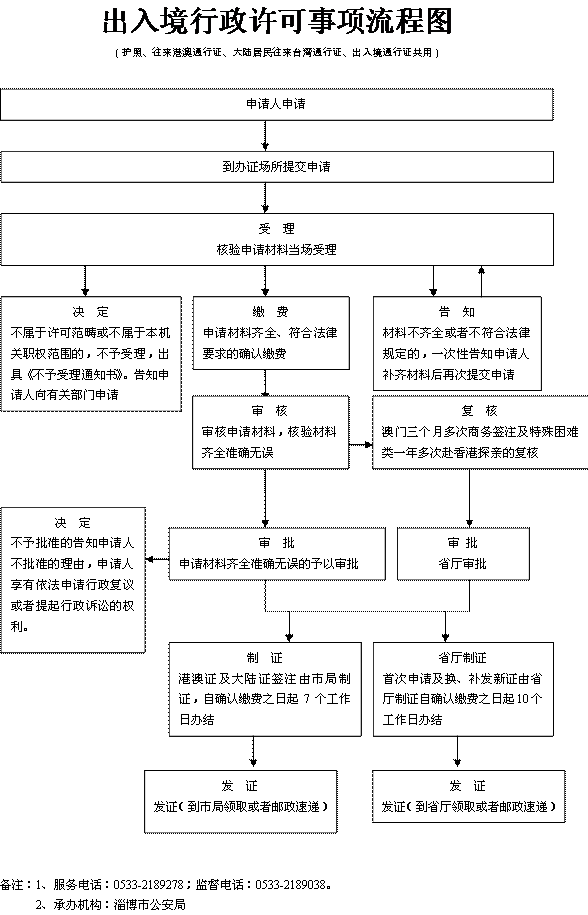 出入境行政许可事项流程图
（护照、往来港澳通行证、大陆居民往来台湾通行证、出入境通行证共用）
申请人申请
到办证场所提交申请
受 理
核验申请材料当场受理
决 定
不属于许可范畴或不属于本机
关职权范围的，不予受理，出
具《不予受理通知书》。告知申
请人向有关部门申请
缴 费
申请材料齐全、符合法律
要求的确认缴费
告 知
材料不齐全或者不符合法律
规定的，一次性告知申请人
补齐材料后再次提交申请
审 核
审核申请材料，核验材料
齐全准确无误
复 核
澳门三个月多次商务签注及特殊困难
类一年多次赴香港探亲的复核
决 定
不予批准的告知申请人
不批准的理由，申请人
享有依法申请行政复议
或者提起行政诉讼的权
利。
审 批
申请材料齐全准确无误的予以审批
审 批
省厅审批
制 证
港澳证及大陆证签注由市局制
证，自确认缴费之日起 7 个工作
日办结
省厅制证
首次申请及换、补发新证由省
厅制证自确认缴费之日起10个
工作日办结
发 证
发证（到市局领取或者邮政速递）
发 证
发证（到省厅领取或者邮政速递）
备注：1、服务电话：0533-2189278；监督电话：0533-2189038。
2、承办机构：淄博市公安局